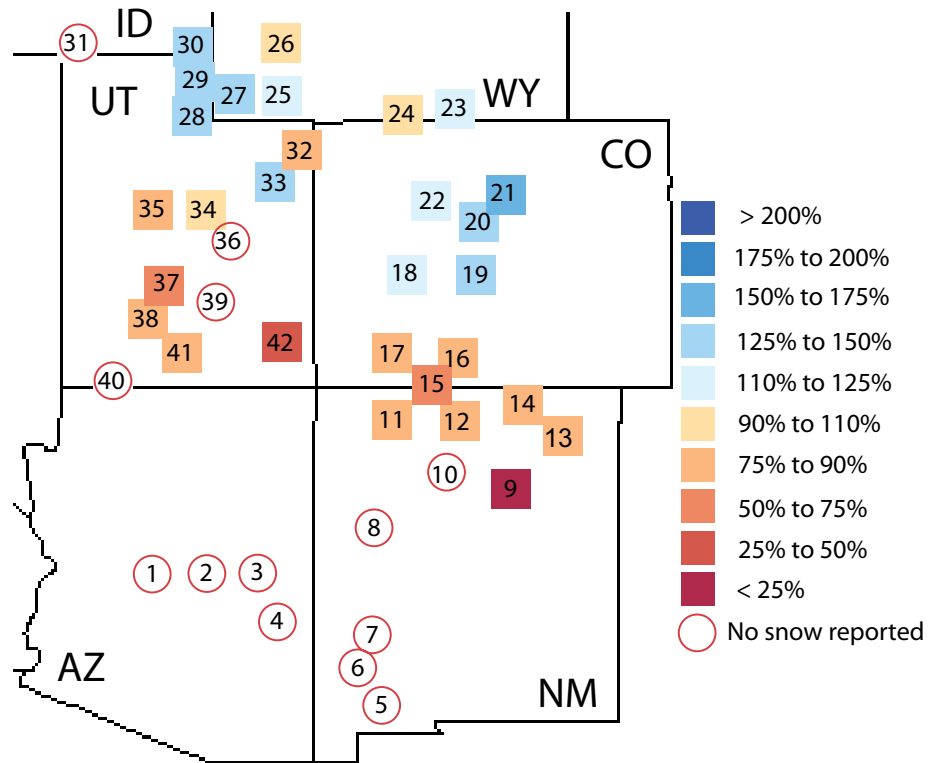 ID
31
30
26
29
27
25
UT
28
24
23
WY
32
CO
33
35
34
22
21
20
36
18
19
37
39
38
42
41
17
16
40
15
11
12
14
13
10
9
8
1
2
3
4
7
6
5
AZ
NM
> 200%
175% to 200%
150% to 175%
125% to 150%
110% to 125%
90% to 110%
75% to 90%
50% to 75%
25% to 50%
< 25%
No snow reported